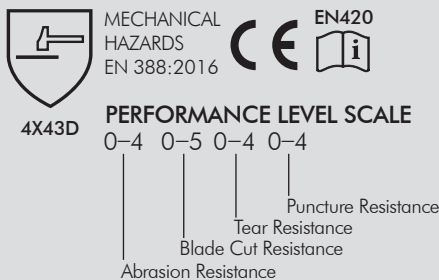 MECHANICAL
HAZARDS
EN 388:2016
CE
EN420
i
4X43D
PERFORMANCE LEVEL SCALE
0–4 0–5 0–4 0–4
Puncture Resistance
Tear Resistance
Blade Cut Resistance
Abrasion Resistance